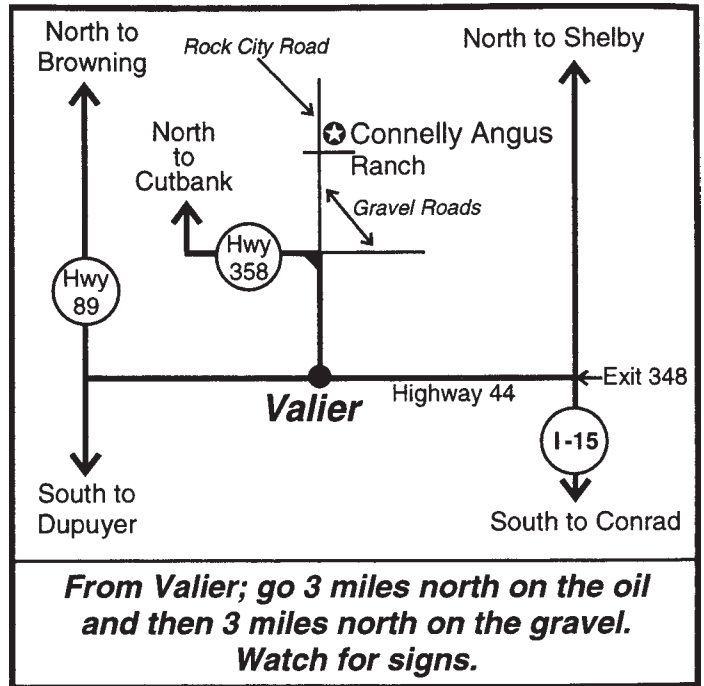 North to
Browning
Rock City Road
North to Shelby
North
to
Cutbank
Connelly Angus
Ranch
Gravel Roads
Hwy
358
Hwy
89
Valier
Highway 44
Exit 348
I-15
South to
Dupuyer
South to Conrad
From Valier; go 3 miles north on the oil
and then 3 miles north on the gravel.
Watch for signs.